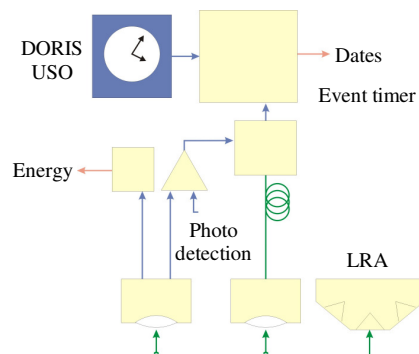 DORIS
USO
Dates
Event timer
Energy
Photo
detection
LRA